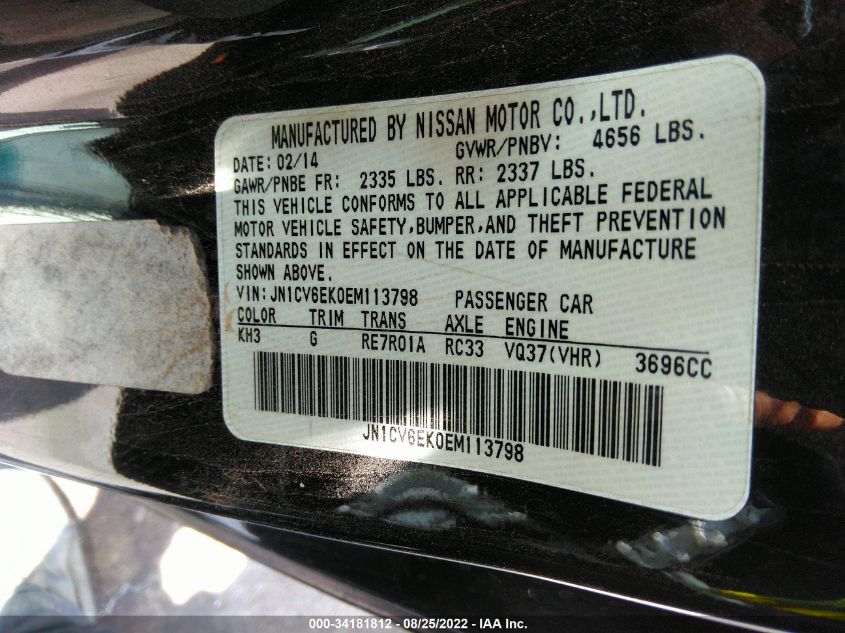 MANUFACTURED BY NISSAN MOTOR CO.,LTD.
DATE: 02/14 GVWR/PNBV: 4656 LBS.
GAWR/PNBE FR: 2335 LBS. RR: 2337 LBS.
THIS VEHICLE CONFORMS TO ALL APPLICABLE FEDERAL
MOTOR VEHICLE SAFETY,BUMPER,AND THEFT PREVENTION
STANDARDS IN EFFECT ON THE DATE OF MANUFACTURE
SHOWN ABOVE.
VIN:JN1CV6EK0EM113798 PASSENGER CAR
COLOR TRIM TRANS AXLE ENGINE
KH3 G RE7R01A RC33 VQ37(VHR) 3696CC
JN1CV6EK0EM113798
000-34181812 - 08/25/2022 - IAA Inc.